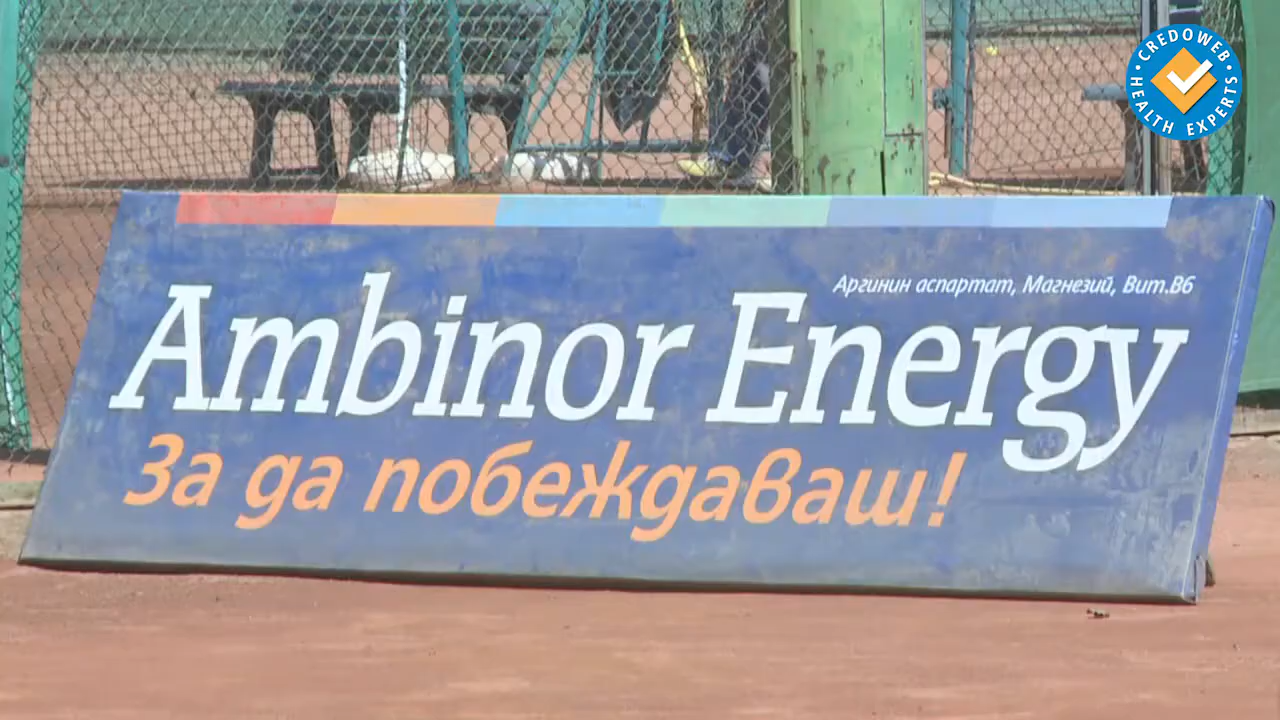 CREDOWEB
HEALTH EXPERTS
Аргинин аспартат, Магнезий, Вит.В6
Ambinor Energy
За да побеждаваш!